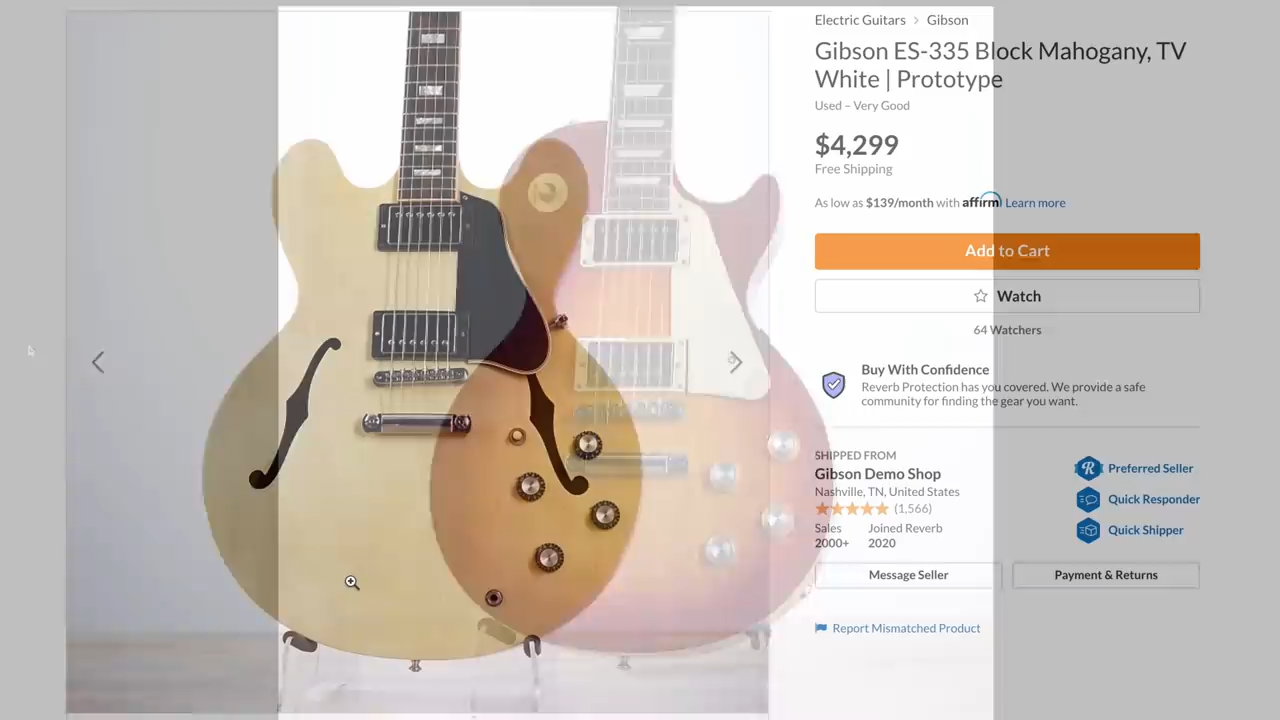 Electric Guitars > Gibson
Gibson ES-335 Block Mahogany, TV
White | Prototype
Used – Very Good
$4,299
Free Shipping
As low as $139/month with affirm Learn more
Add to Cart
Watch
64 Watchers
Buy With Confidence
Reverb Protection has you covered. We provide a safe
community for finding the gear you want.
SHIPPED FROM
Gibson Demo Shop
Nashville, TN, United States
(1,566)
Sales Joined Reverb
2000+ 2020
Preferred Seller
Quick Responder
Quick Shipper
Message Seller
Payment & Returns
Report Mismatched Product